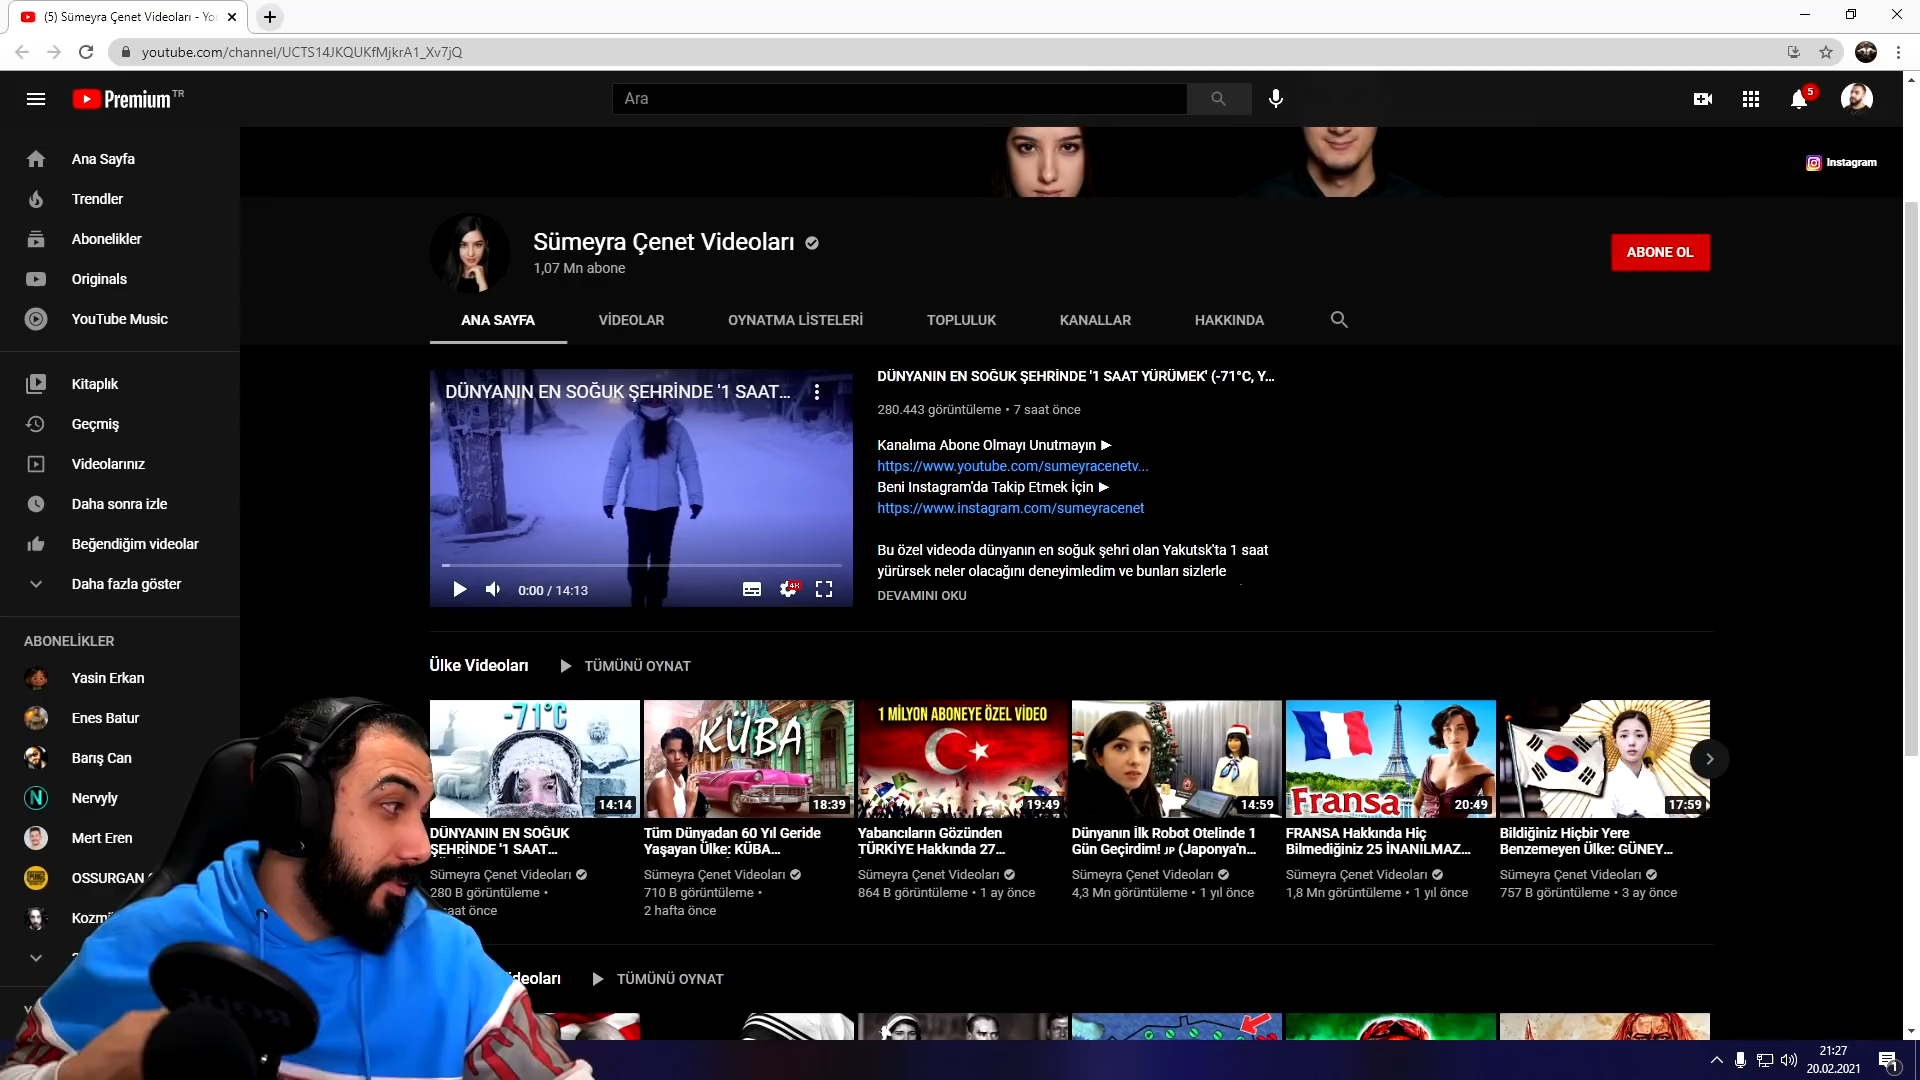 (5) Sümeyra Çenet Videoları - You
youtube.com/channel/UCTS14JKQUKfMjkrA1_Xv7jQ
Premium TR
Ara
5
Ana Sayfa
Trendler
Abonelikler
Originals
YouTube Music
Kitaplık
Geçmiş
Videolarınız
Daha sonra izle
Beğendiğim videolar
Daha fazla göster
ABONELİKLER
Yasin Erkan
Enes Batur
Barış Can
Nervyly
Mert Eren
OSSURGAN
Instagram
Sümeyra Çenet Videoları
1,07 Mn abone
ABONE OL
ANA SAYFA
VİDEOLAR
OYNATMA LİSTELERİ
TOPLULUK
KANALLAR
HAKKINDA
DÜNYANIN EN SOĞUK ŞEHRİNDE '1 SAAT...
0:00 / 14:13
4K
DÜNYANIN EN SOĞUK ŞEHRİNDE '1 SAAT YÜRÜMEK' (-71°C, Y...
280.443 görüntüleme • 7 saat önce
Kanalıma Abone Olmayı Unutmayın ►
https://www.youtube.com/sumeyracenetv...
Beni Instagram'da Takip Etmek İçin ►
https://www.instagram.com/sumeyracenet
Bu özel videoda dünyanın en soğuk şehri olan Yakutsk'ta 1 saat
yürürsek neler olacağını deneyimledim ve bunları sizlerle
DEVAMINI OKU
Ülke Videoları
TÜMÜNÜ OYNAT
-71°C
14:14
DÜNYANIN EN SOĞUK
ŞEHRİNDE '1 SAAT...
Sümeyra Çenet Videoları
280 B görüntüleme •
saat önce
KÜBA
18:39
Tüm Dünyadan 60 Yıl Geride
Yaşayan Ülke: KÜBA...
Sümeyra Çenet Videoları
710 B görüntüleme •
2 hafta önce
1 MİLYON ABONEYE ÖZEL VİDEO
19:49
Yabancıların Gözünden
TÜRKİYE Hakkında 27...
Sümeyra Çenet Videoları
864 B görüntüleme • 1 ay önce
14:59
Dünyanın İlk Robot Otelinde 1
Gün Geçirdim! JP (Japonya'n...
Sümeyra Çenet Videoları
4,3 Mn görüntüleme • 1 yıl önce
Fransa
20:49
FRANSA Hakkında Hiç
Bilmediğiniz 25 İNANILMAZ...
Sümeyra Çenet Videoları
1,8 Mn görüntüleme • 1 yıl önce
17:59
Bildiğiniz Hiçbir Yere
Benzemeyen Ülke: GÜNEY...
Sümeyra Çenet Videoları
757 B görüntüleme • 3 ay önce
deoları
TÜMÜNÜ OYNAT
21:27
20.02.2021
1